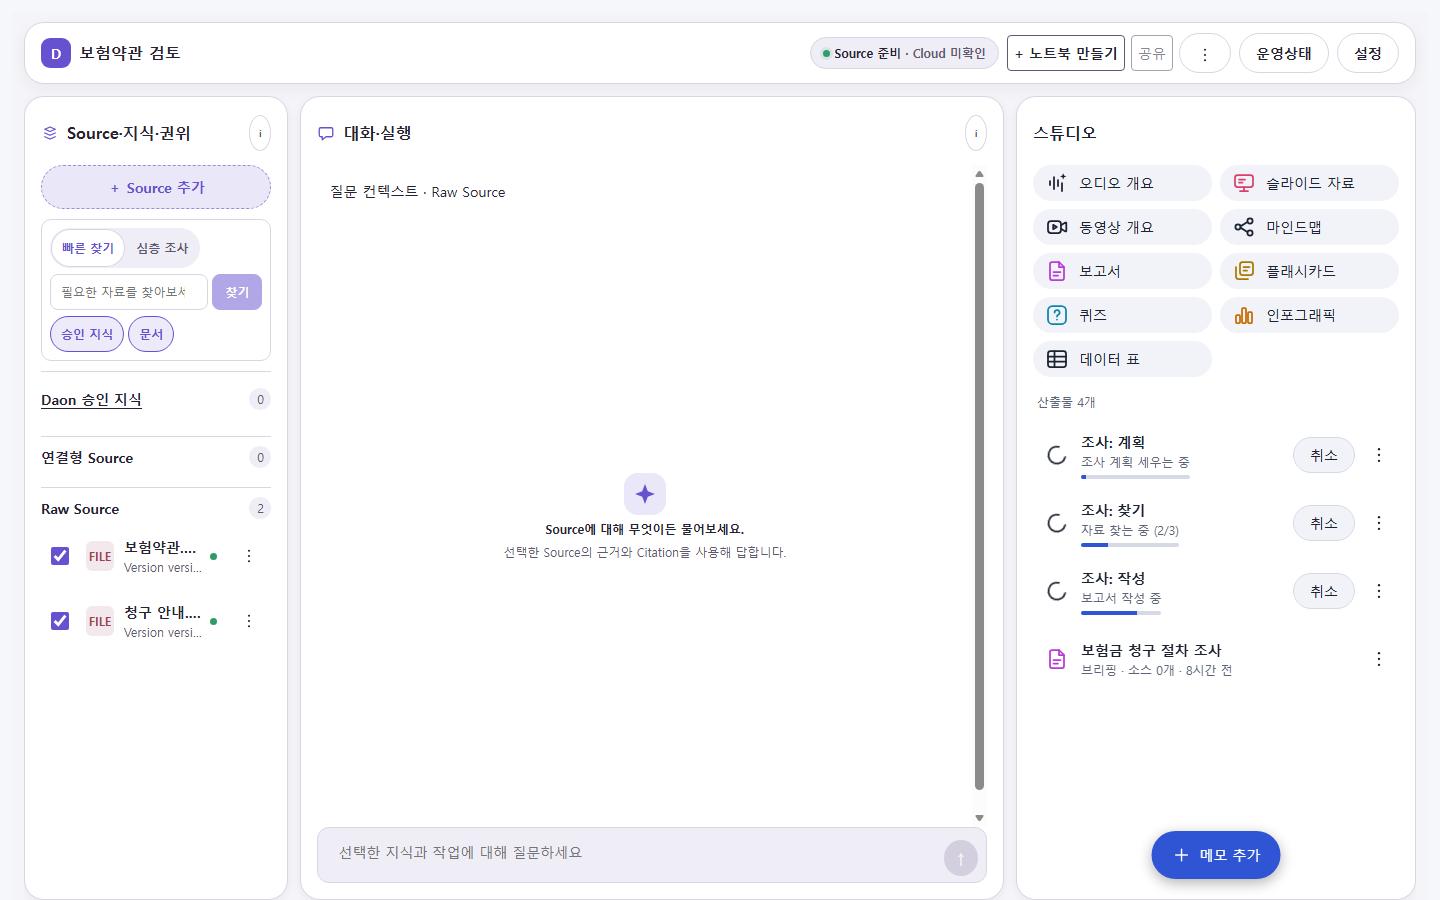 D 보험약관 검토
Source 준비 · Cloud 미확인
+ 노트북 만들기
공유
⋮
운영상태
설정
Source·지식·권위
i
+ Source 추가
빠른 찾기
심층 조사
필요한 자료를 찾아보세
찾기
승인 지식
문서
Daon 승인 지식
0
연결형 Source
0
Raw Source
2
FILE
보험약관....
Version versi...
⋮
FILE
청구 안내....
Version versi...
⋮
대화·실행
i
질문 컨텍스트 · Raw Source
Source에 대해 무엇이든 물어보세요.
선택한 Source의 근거와 Citation을 사용해 답합니다.
선택한 지식과 작업에 대해 질문하세요
↑
스튜디오
오디오 개요
슬라이드 자료
동영상 개요
마인드맵
보고서
플래시카드
퀴즈
인포그래픽
데이터 표
산출물 4개
조사: 계획
조사 계획 세우는 중
취소
⋮
조사: 찾기
자료 찾는 중 (2/3)
취소
⋮
조사: 작성
보고서 작성 중
취소
⋮
보험금 청구 절차 조사
브리핑 · 소스 0개 · 8시간 전
⋮
+ 메모 추가